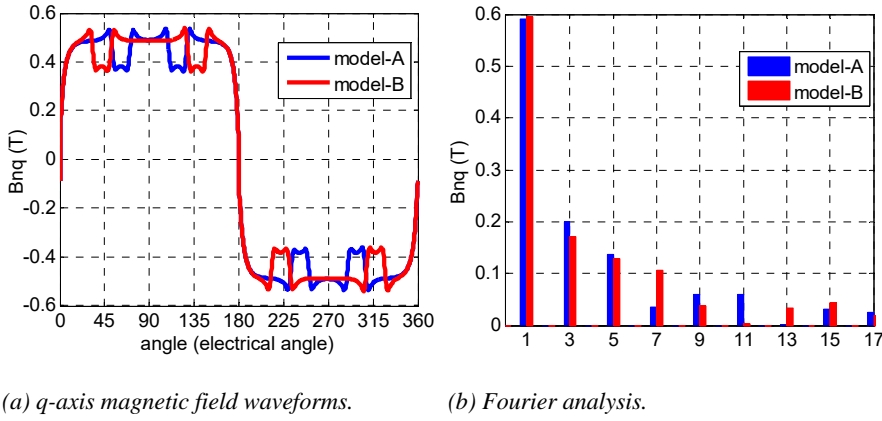 0.6
0.4
0.2
0
-0.2
-0.4
-0.6
Bnq (T)
model-A
model-B
0 45 90 135 180 225 270 315 360
angle (electrical angle)
0.6
0.5
0.4
0.3
0.2
0.1
0
Bnq (T)
model-A
model-B
1 3 5 7 9 11 13 15 17
(a) q-axis magnetic field waveforms.
(b) Fourier analysis.